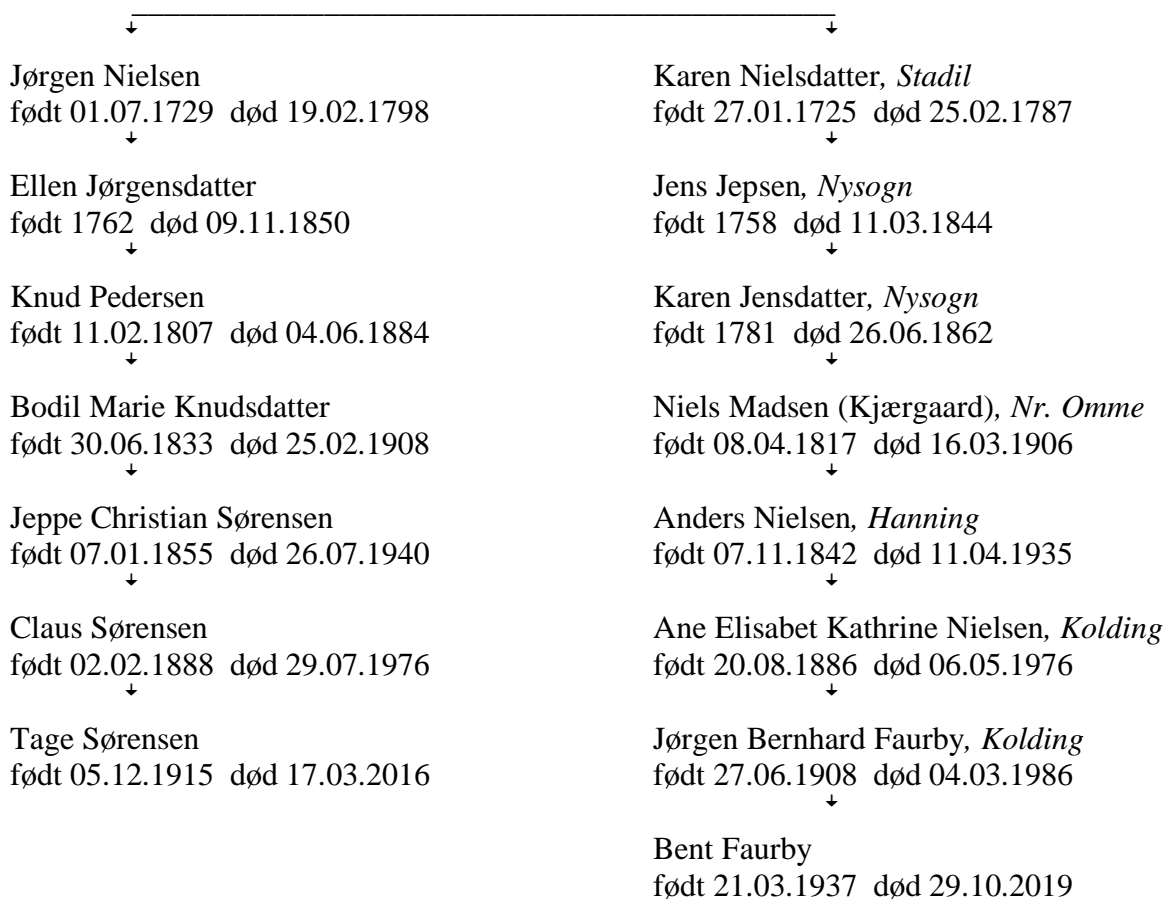 Jørgen Nielsen
født 01.07.1729 død 19.02.1798
Ellen Jørgensdatter
født 1762 død 09.11.1850
Knud Pedersen
født 11.02.1807 død 04.06.1884
Bodil Marie Knudsdatter
født 30.06.1833 død 25.02.1908
Jeppe Christian Sørensen
født 07.01.1855 død 26.07.1940
Claus Sørensen
født 02.02.1888 død 29.07.1976
Tage Sørensen
født 05.12.1915 død 17.03.2016
Karen Nielsdatter, Stadil
født 27.01.1725 død 25.02.1787
Jens Jepsen, Nysogn
født 1758 død 11.03.1844
Karen Jensdatter, Nysogn
født 1781 død 26.06.1862
Niels Madsen (Kjærgaard), Nr. Omme
født 08.04.1817 død 16.03.1906
Anders Nielsen, Hanning
født 07.11.1842 død 11.04.1935
Ane Elisabet Kathrine Nielsen, Kolding
født 20.08.1886 død 06.05.1976
Jørgen Bernhard Faurby, Kolding
født 27.06.1908 død 04.03.1986
Bent Faurby
født 21.03.1937 død 29.10.2019